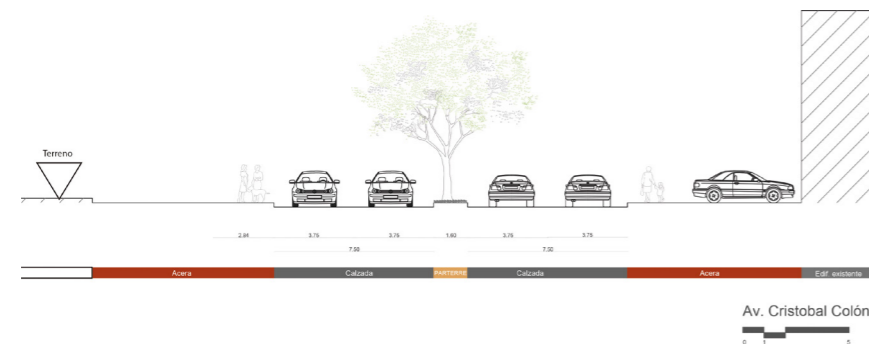 Terreno
2.84 3.75 3.75 1.60 3.75 3.75
7.50 7.50
Acera Calzada PARTERRE Calzada Acera Edif. existente
Av. Cristobal Colón
0 1 5